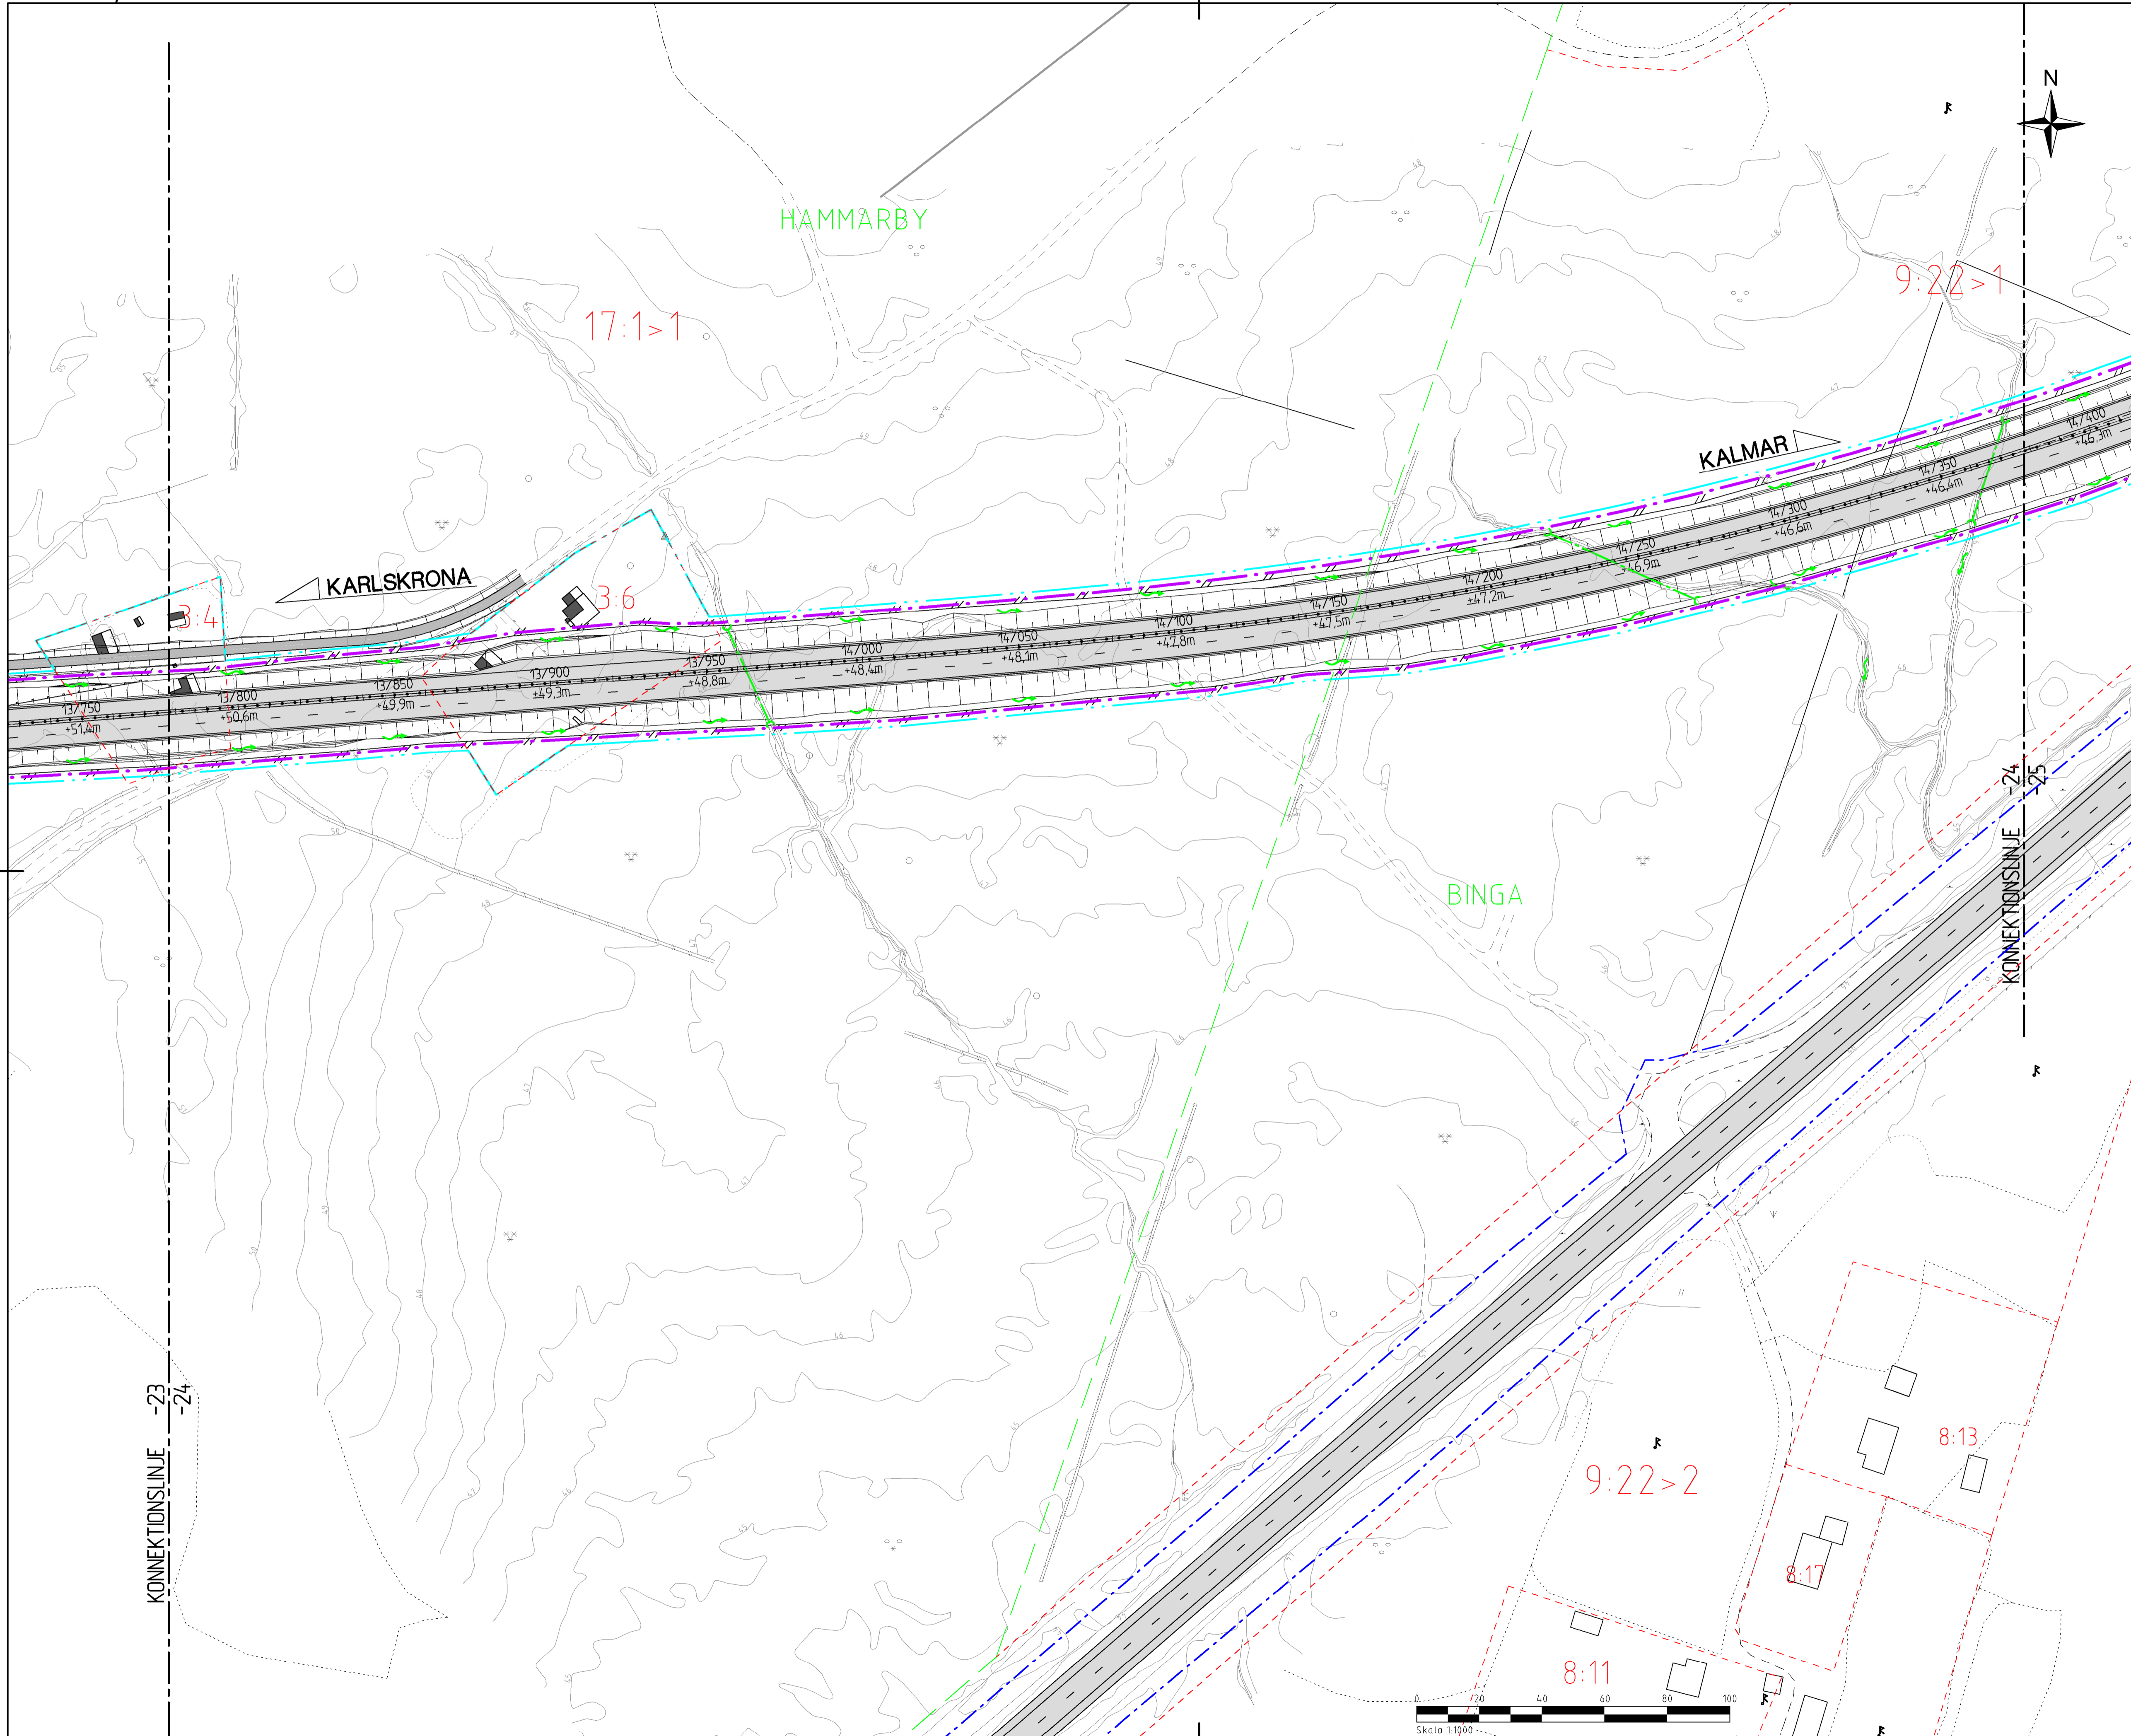 N
HAMMARBY
9:22>1
17:1>1
KALMAR
KARLSKRONA
3:4
3:6
13/750
+51,4m
13/800
+50,6m
13/850
+49,9m
13/900
±49,3m
13/950
±48,8m
14/000
+48,4m
14/050
+48,1m
14/100
+47,8m
14/150
+47,5m
14/200
±47,2m
14/250
+46,9m
14/300
+46,6m
14/350
+46,4m
14/400
+46,3m
BINGA
KONNEKTIONSLINJE -24
-25
KONNEKTIONSLINJE -23
-24
9:22>2
8:13
8:17
8:11
0 20 40 60 80 100
Skala 1:1000